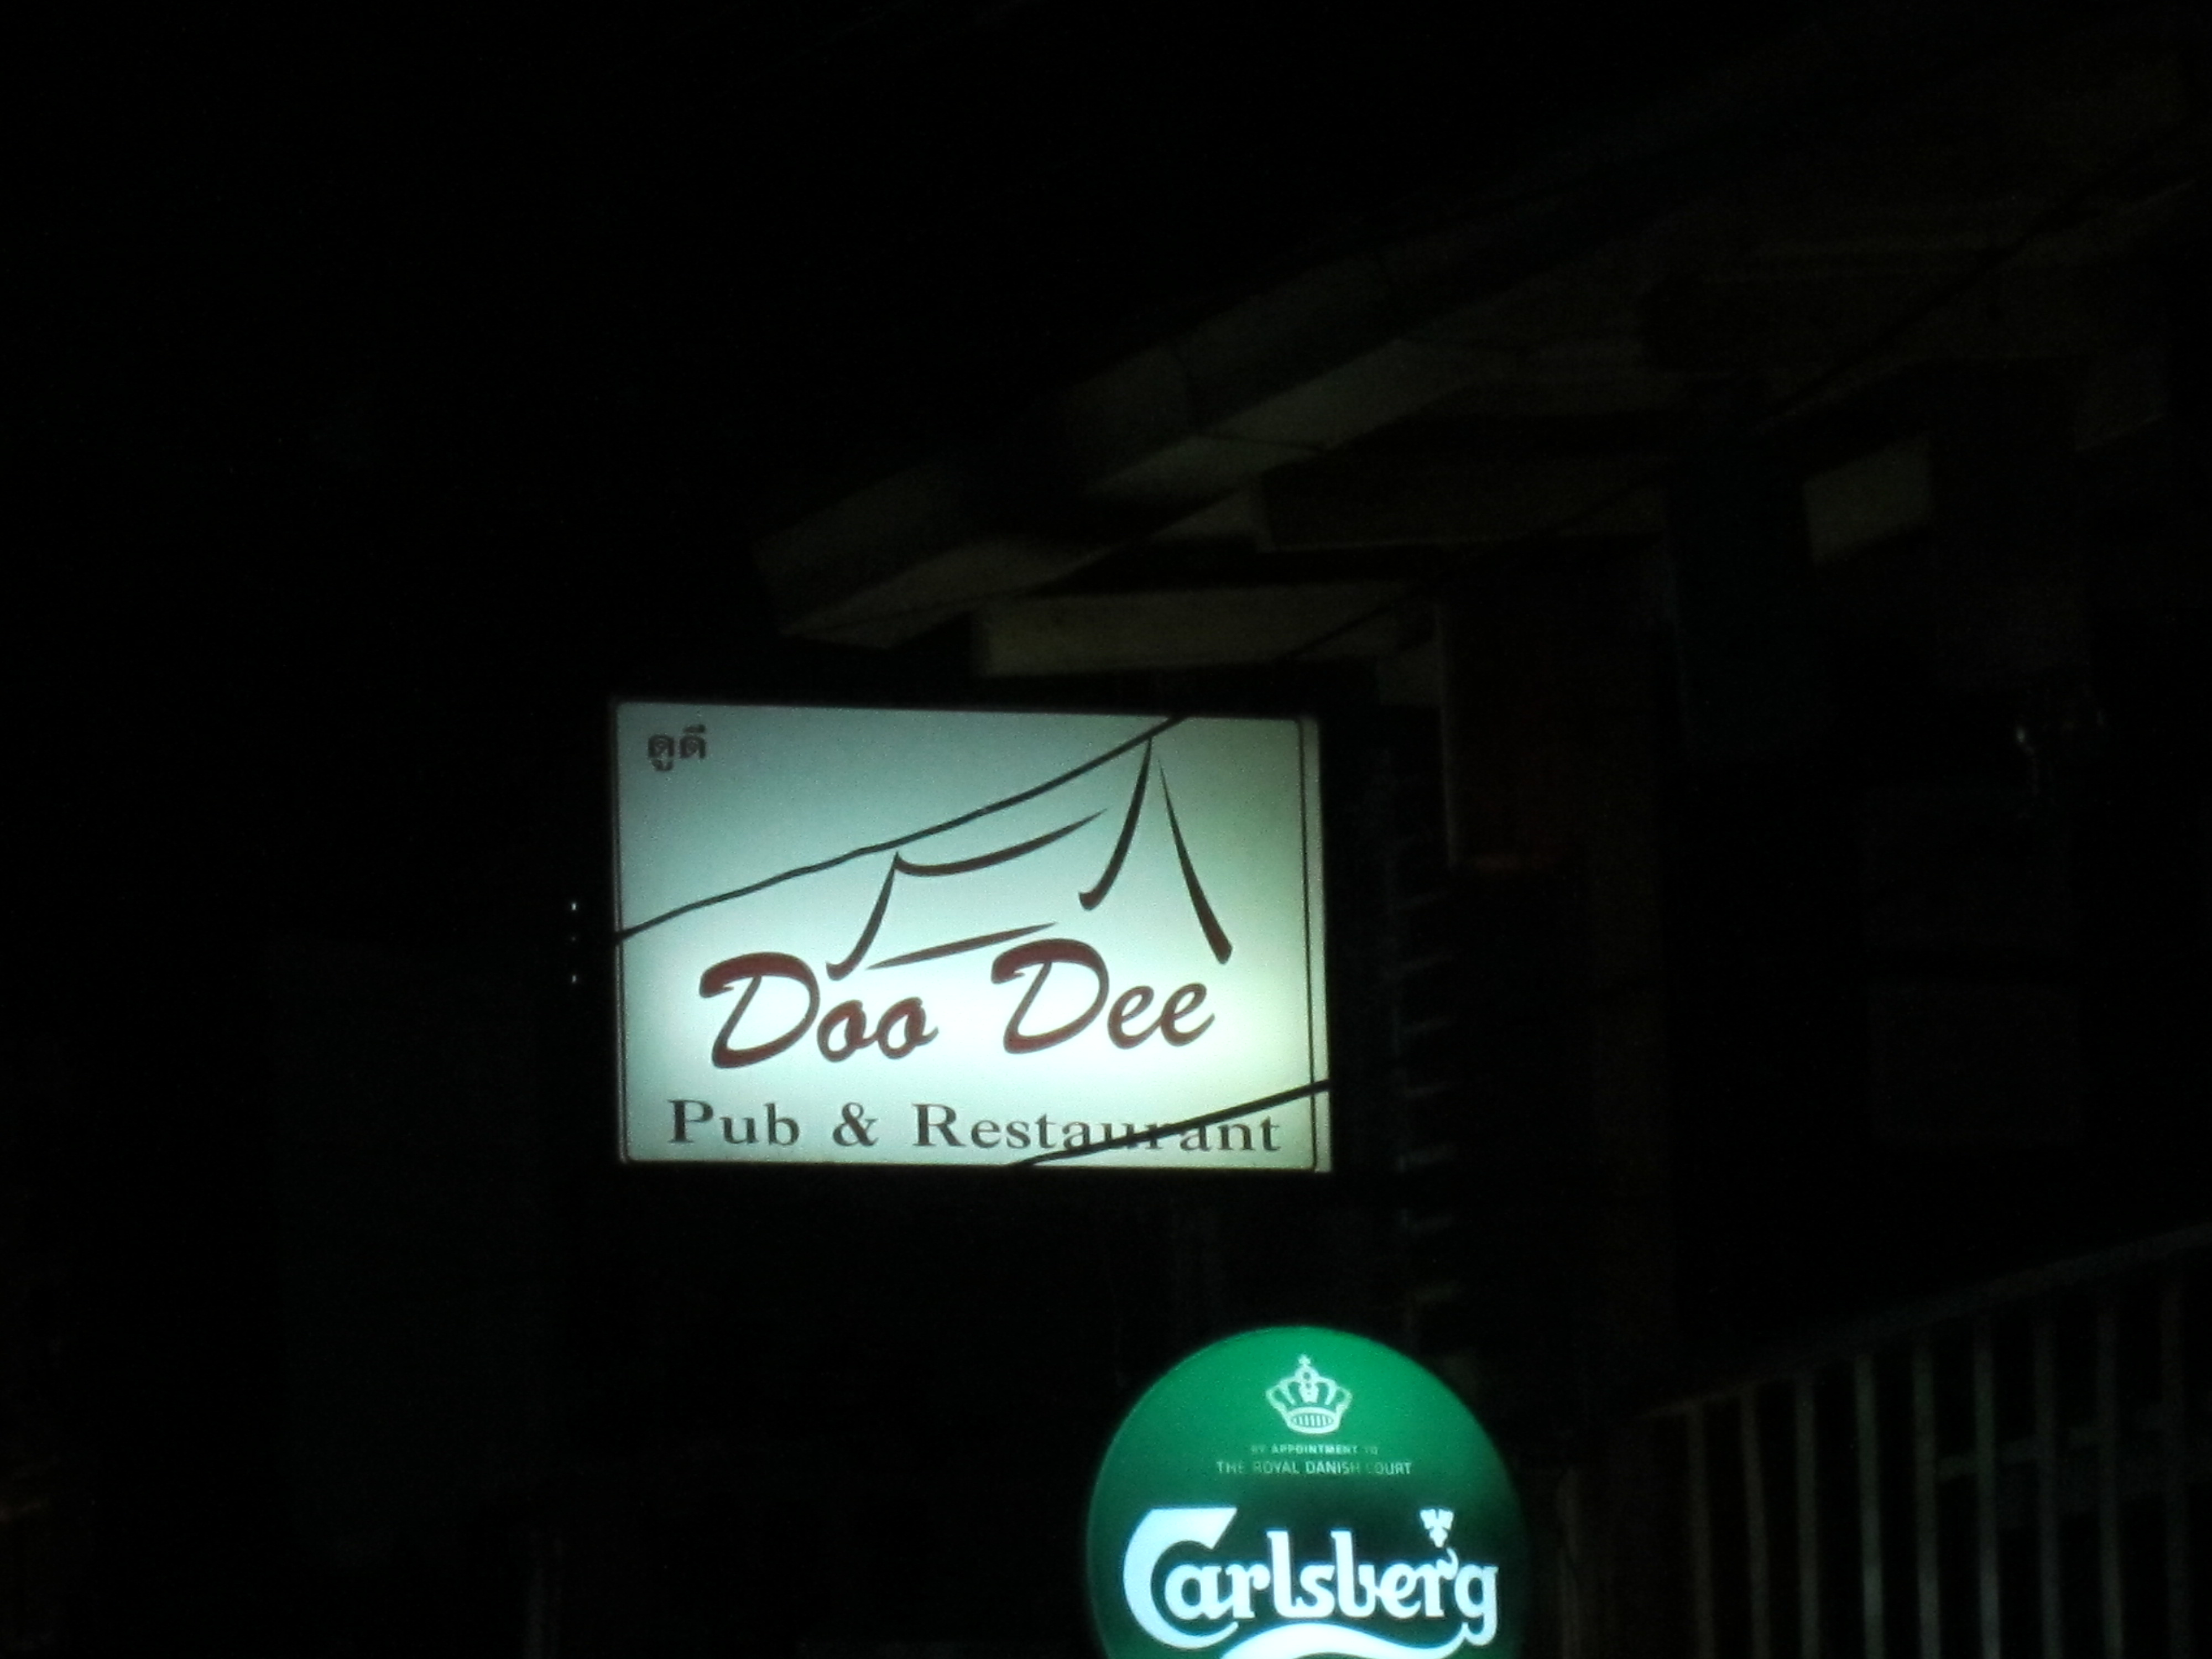 ดูดี
Doo Dee
Pub & Restaurant
BY APPOINTMENT TO
THE ROYAL DANISH COURT
Carlsberg